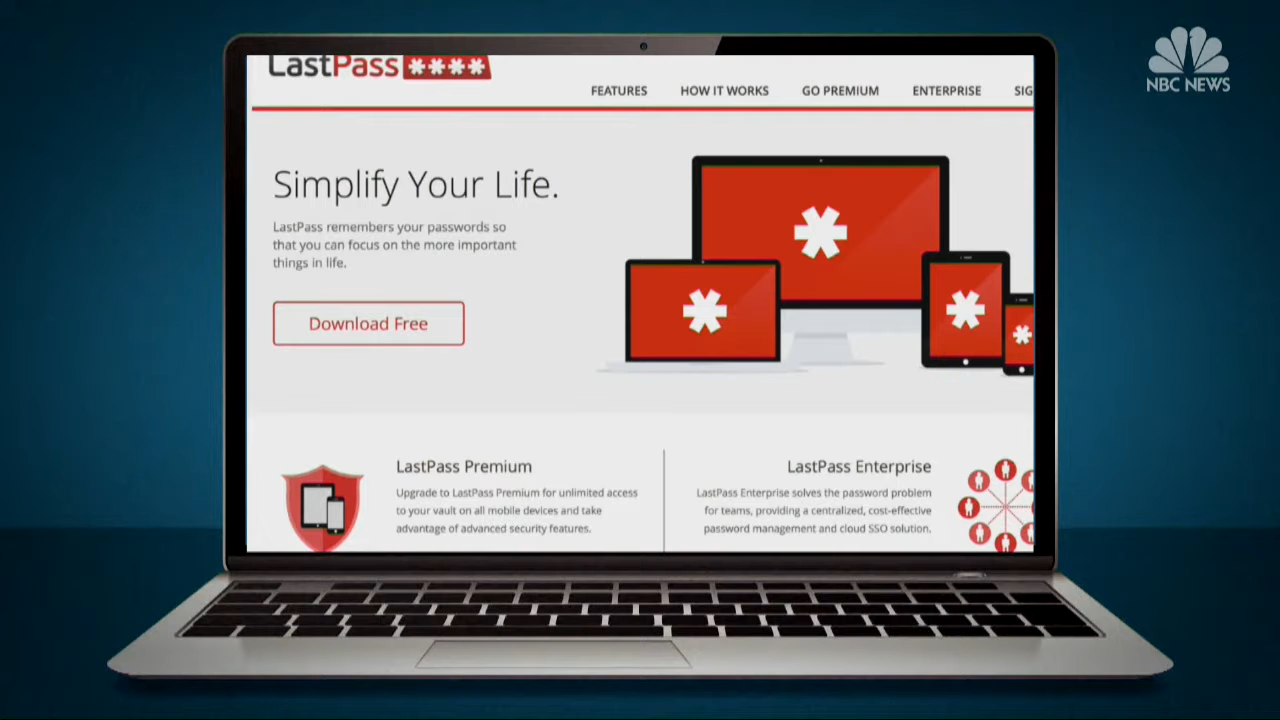 NBC NEWS
LastPass ****
FEATURES HOW IT WORKS GO PREMIUM ENTERPRISE SIG
Simplify Your Life.
LastPass remembers your passwords so
that you can focus on the more important
things in life.
Download Free
LastPass Premium
Upgrade to LastPass Premium for unlimited access
to your vault on all mobile devices and take
advantage of advanced security features.
LastPass Enterprise
LastPass Enterprise solves the password problem
for teams, providing a centralized, cost-effective
password management and cloud SSO solution.